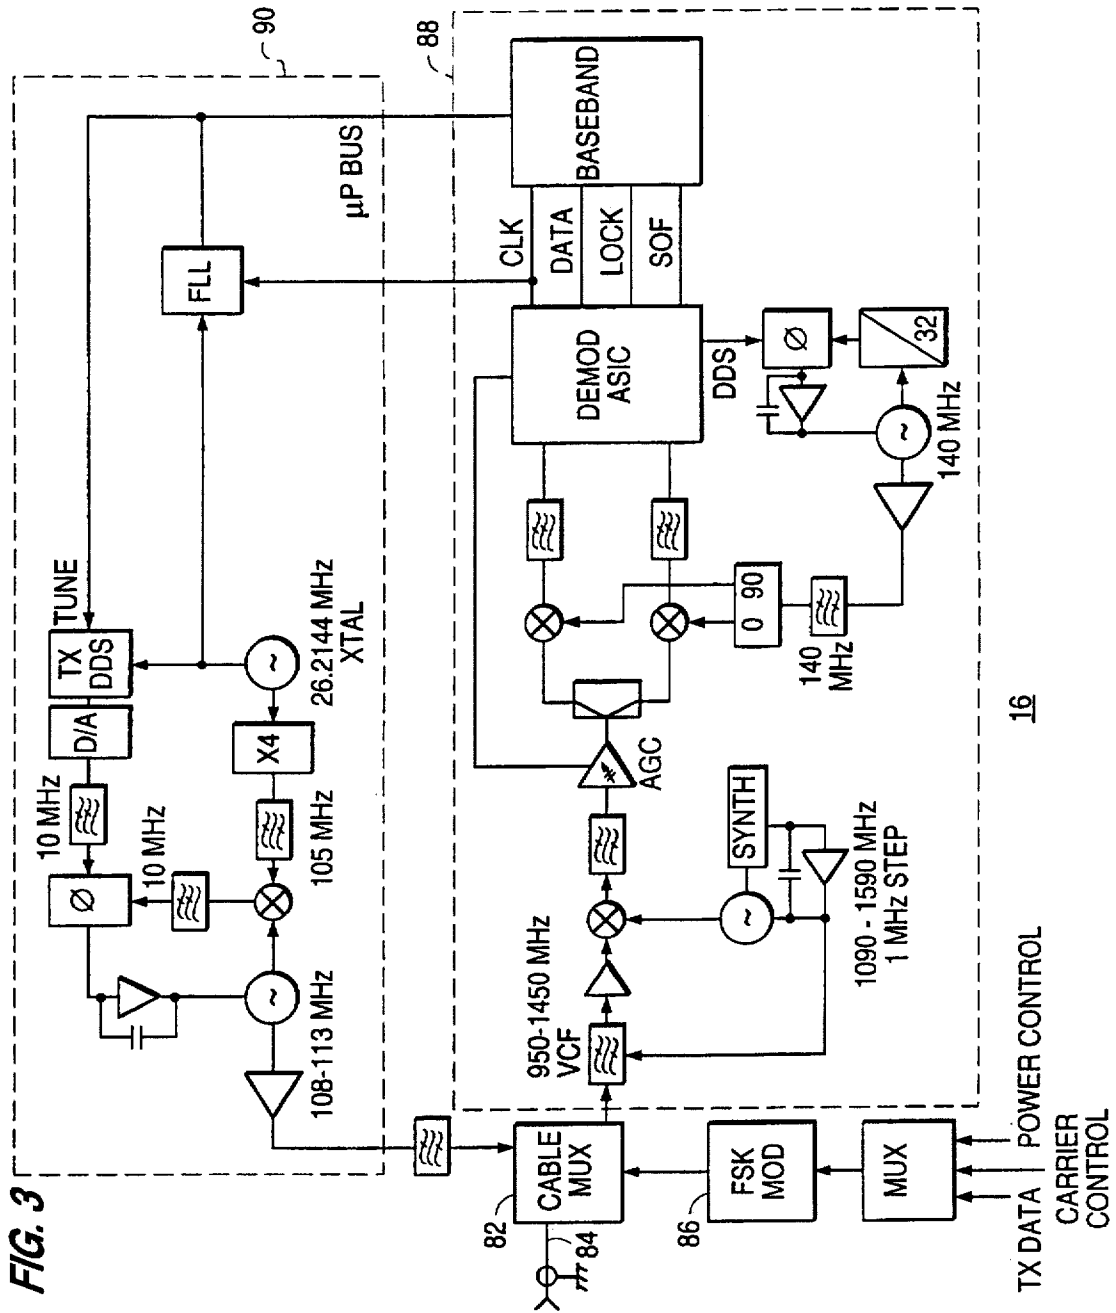 FIG. 3
90
TUNE
TX
DDS
D/A
10 MHz
Ø
10 MHz
FLL
µP BUS
26.2144 MHz
XTAL
X4
105 MHz
108-113 MHz
88
BASEBAND
CLK
DATA
LOCK
SOF
DEMOD
ASIC
DDS
Ø
32
140 MHz
0 90
140
MHz
AGC
SYNTH
1090 - 1590 MHz
1 MHz STEP
950-1450 MHz
VCF
82
CABLE
MUX
84
86
FSK
MOD
MUX
TX DATA
CARRIER
CONTROL
POWER CONTROL
16